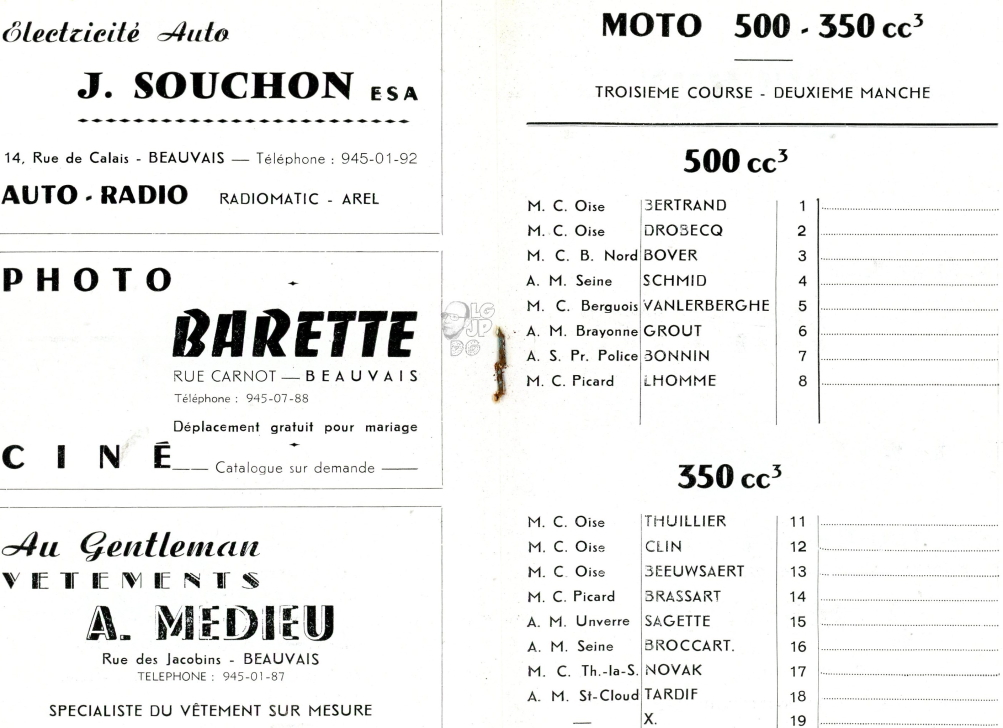 Electricité Auto
J. SOUCHON ESA
14, Rue de Calais - BEAUVAIS — Téléphone : 945-01-92
AUTO - RADIO RADIOMATIC - AREL
PHOTO
BARETTE
RUE CARNOT — BEAUVAIS
Téléphone : 945-07-88
Déplacement gratuit pour mariage
CINÉ
Catalogue sur demande
Au Gentleman
VETEMENTS
A. MEDIEU
Rue des Jacobins - BEAUVAIS
TELEPHONE : 945-01-87
SPECIALISTE DU VÊTEMENT SUR MESURE
LG
JP
DG
MOTO 500 - 350 cc³
TROISIEME COURSE - DEUXIEME MANCHE
500 cc³
M. C. Oise BERTRAND 1
M. C. Oise DROBECQ 2
M. C. B. Nord BOVER 3
A. M. Seine SCHMID 4
M. C. Berguois VANLERBERGHE 5
A. M. Brayonne GROUT 6
A. S. Pr. Police BONNIN 7
M. C. Picard LHOMME 8
350 cc³
M. C. Oise THUILLIER 11
M. C. Oise CLIN 12
M. C. Oise BEEUWSAERT 13
M. C. Picard BRASSART 14
A. M. Unverre SAGETTE 15
A. M. Seine BROCCART. 16
M. C. Th.-la-S. NOVAK 17
A. M. St-Cloud TARDIF 18
— X. 19